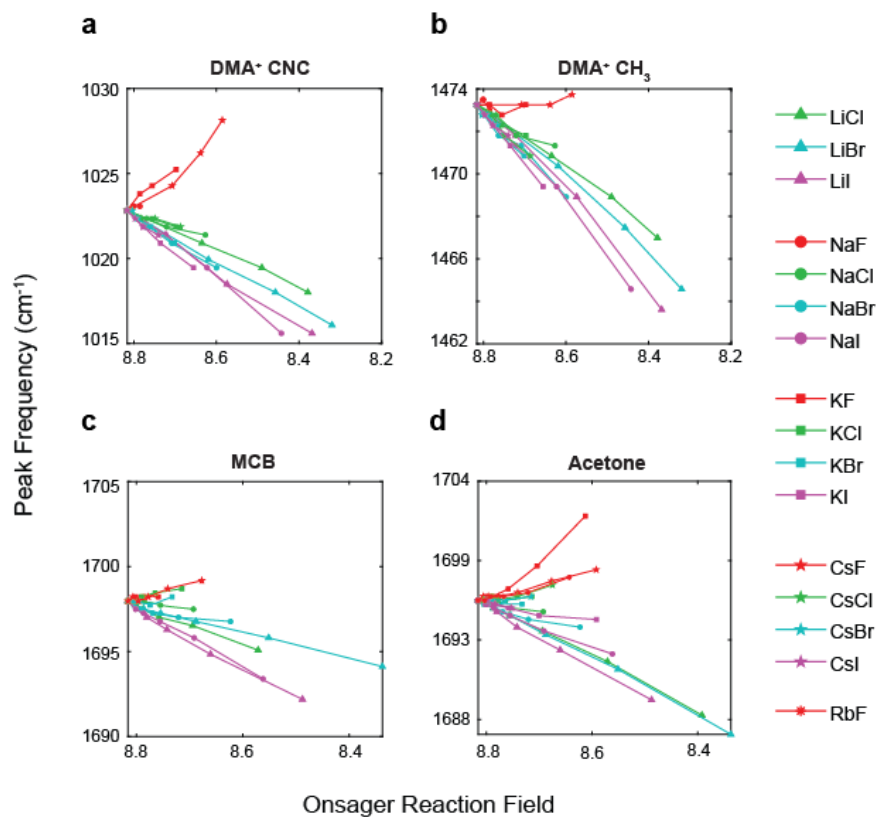 a
DMA⁺ CNC
1030
1025
1020
1015
8.8 8.6 8.4 8.2
b
DMA⁺ CH₃
1474
1470
1466
1462
8.8 8.6 8.4 8.2
c
MCB
1705
1700
1695
1690
8.8 8.6 8.4
d
Acetone
1704
1699
1693
1688
8.8 8.6 8.4
Peak Frequency (cm⁻¹)
Onsager Reaction Field
LiCl
LiBr
LiI
NaF
NaCl
NaBr
NaI
KF
KCl
KBr
KI
CsF
CsCl
CsBr
CsI
RbF